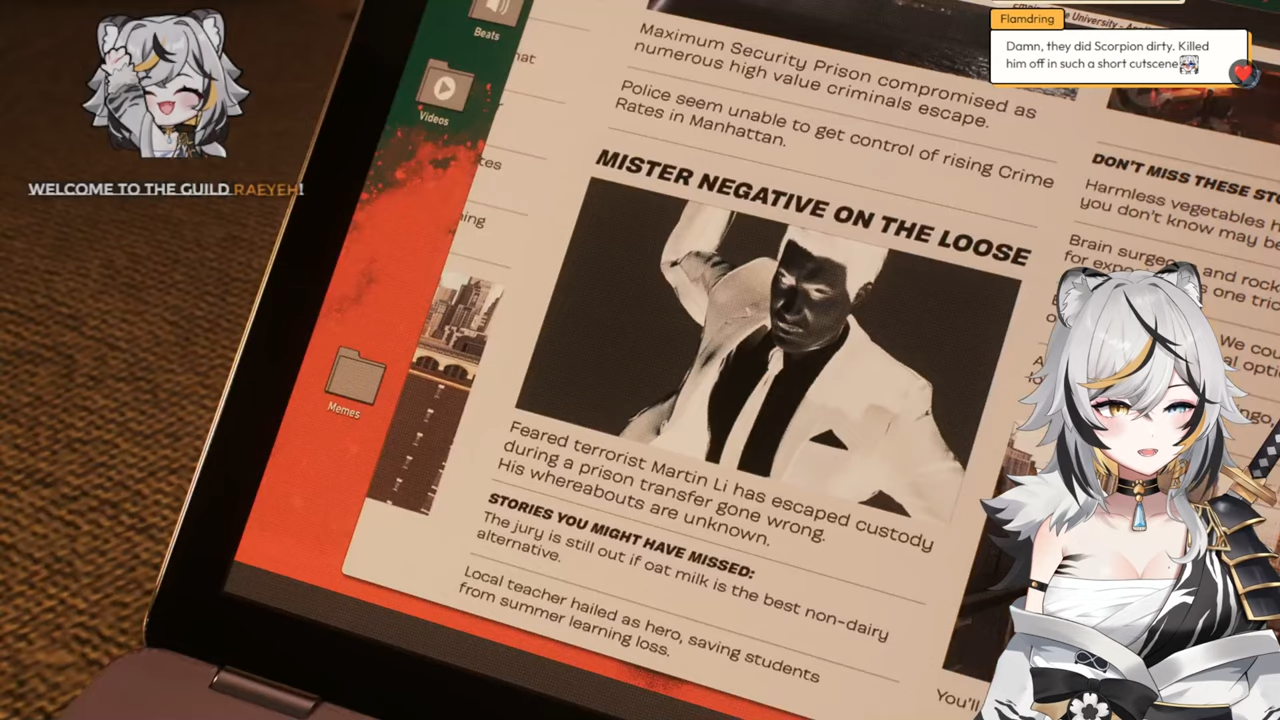 Flamdring
Damn, they did Scorpion dirty. Killed
him off in such a short cutscene
WELCOME TO THE GUILD RAEYEH!
Beats
Videos
Memes
Maximum Security Prison compromised as
numerous high value criminals escape.
Police seem unable to get control of rising Crime
Rates in Manhattan.
MISTER NEGATIVE ON THE LOOSE
Feared terrorist Martin Li has escaped custody
during a prison transfer gone wrong.
His whereabouts are unknown.
STORIES YOU MIGHT HAVE MISSED:
The jury is still out if oat milk is the best non-dairy
alternative.
Local teacher hailed as hero, saving students
from summer learning loss.
University
DON'T MISS THESE
Harmless vegetables
you don't know may be
Brain surgeons and
for
one
We
You'll